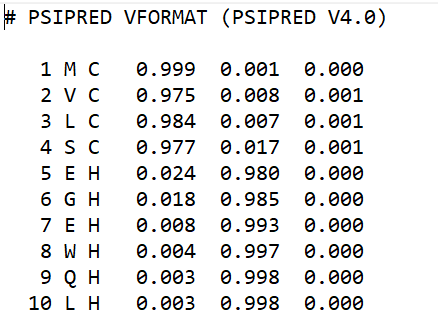 # PSIPRED VFORMAT (PSIPRED V4.0)

   1 M C   0.999  0.001  0.000
   2 V C   0.975  0.008  0.001
   3 L C   0.984  0.007  0.001
   4 S C   0.977  0.017  0.001
   5 E H   0.024  0.980  0.000
   6 G H   0.018  0.985  0.000
   7 E H   0.008  0.993  0.000
   8 W H   0.004  0.997  0.000
   9 Q H   0.003  0.998  0.000
  10 L H   0.003  0.998  0.000